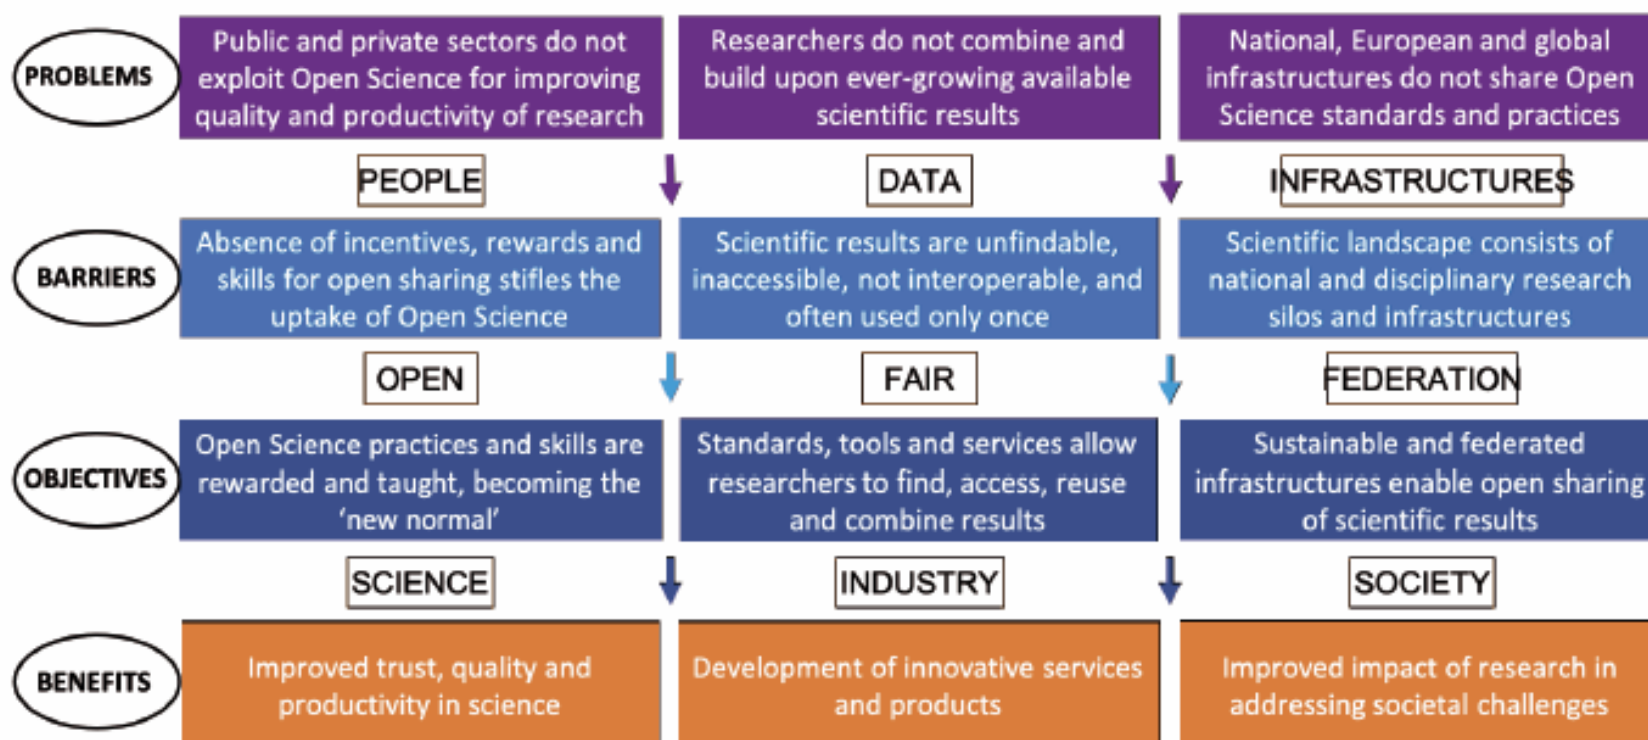 PROBLEMS
Public and private sectors do not
exploit Open Science for improving
quality and productivity of research
Researchers do not combine and
build upon ever-growing available
scientific results
National, European and global
infrastructures do not share Open
Science standards and practices
PEOPLE
DATA
INFRASTRUCTURES
BARRIERS
Absence of incentives, rewards and
skills for open sharing stifles the
uptake of Open Science
Scientific results are unfindable,
inaccessible, not interoperable, and
often used only once
Scientific landscape consists of
national and disciplinary research
silos and infrastructures
OPEN
FAIR
FEDERATION
OBJECTIVES
Open Science practices and skills are
rewarded and taught, becoming the
‘new normal’
Standards, tools and services allow
researchers to find, access, reuse
and combine results
Sustainable and federated
infrastructures enable open sharing
of scientific results
SCIENCE
INDUSTRY
SOCIETY
BENEFITS
Improved trust, quality and
productivity in science
Development of innovative services
and products
Improved impact of research in
addressing societal challenges